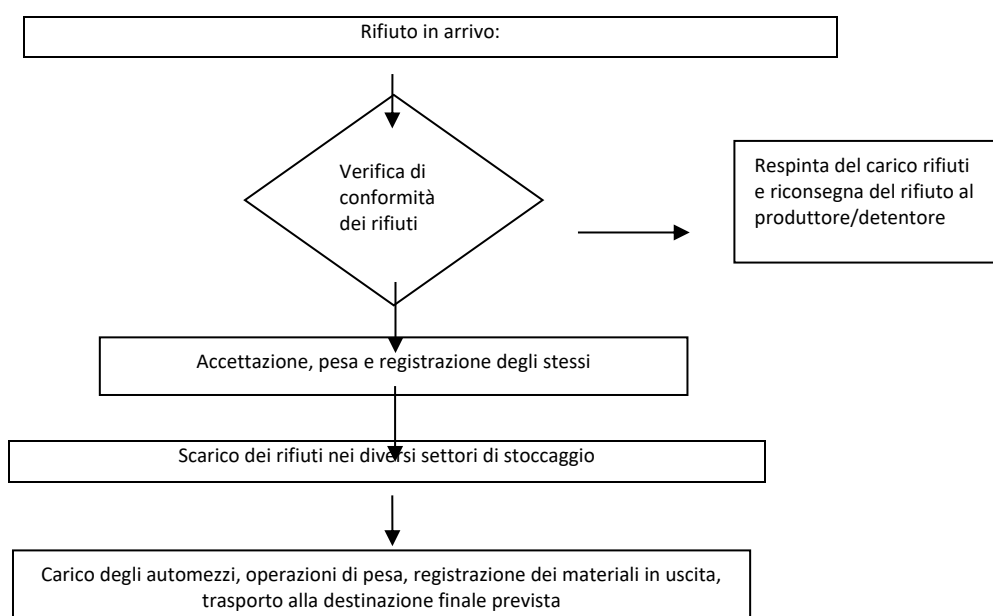 Rifiuto in arrivo:
Verifica di
conformità
dei rifiuti
Respinta del carico rifiuti
e riconsegna del rifiuto al
produttore/detentore
Accettazione, pesa e registrazione degli stessi
Scarico dei rifiuti nei diversi settori di stoccaggio
Carico degli automezzi, operazioni di pesa, registrazione dei materiali in uscita,
trasporto alla destinazione finale prevista